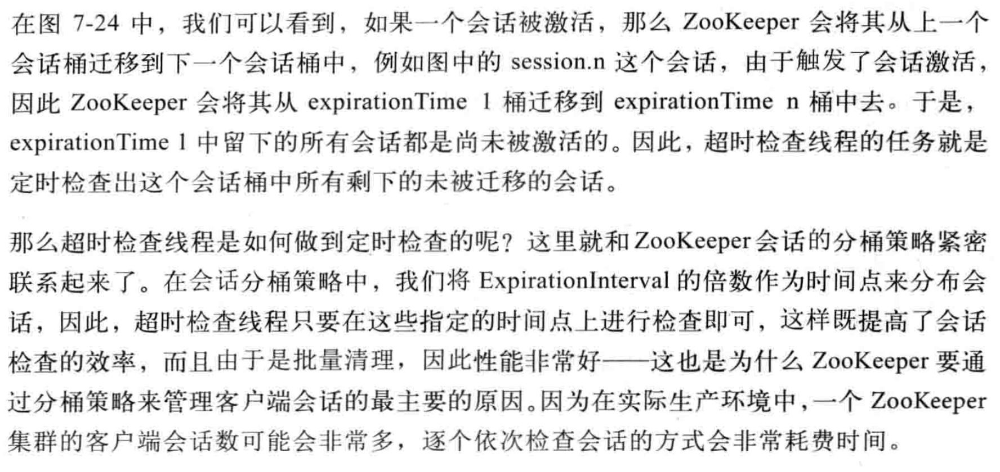 在图 7-24 中，我们可以看到，如果一个会话被激活，那么 ZooKeeper 会将其从上一个
会话桶迁移到下一个会话桶中，例如图中的 session.n 这个会话，由于触发了会话激活，
因此 ZooKeeper 会将其从 expirationTime 1 桶迁移到 expirationTime n 桶中去。于是，
expirationTime 1 中留下的所有会话都是尚未被激活的。因此，超时检查线程的任务就是
定时检查出这个会话桶中所有剩下的未被迁移的会话。
那么超时检查线程是如何做到定时检查的呢？这里就和 ZooKeeper 会话的分桶策略紧密
联系起来了。在会话分桶策略中，我们将 ExpirationInterval 的倍数作为时间点来分布会
话，因此，超时检查线程只要在这些指定的时间点上进行检查即可，这样既提高了会话
检查的效率，而且由于是批量清理，因此性能非常好——这也是为什么 ZooKeeper 要通
过分桶策略来管理客户端会话的最主要的原因。因为在实际生产环境中，一个 ZooKeeper
集群的客户端会话数可能会非常多，逐个依次检查会话的方式会非常耗费时间。